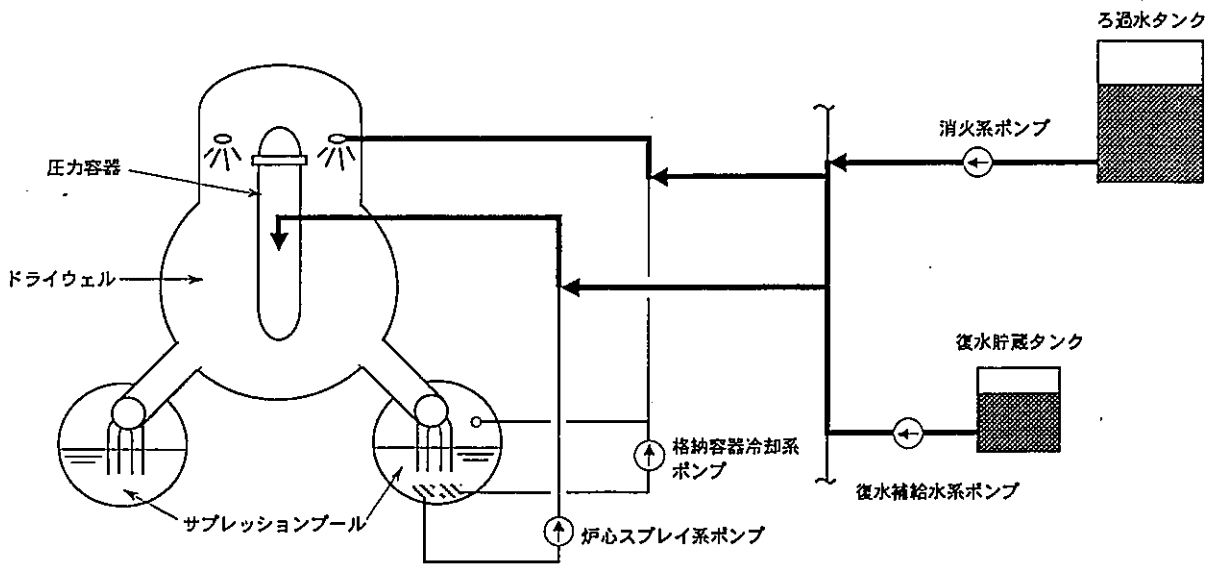 ろ過水タンク
消火系ポンプ
圧力容器
ドライウェル
復水貯蔵タンク
格納容器冷却系
ポンプ
復水補給水系ポンプ
サプレッションプール
炉心スプレイ系ポンプ